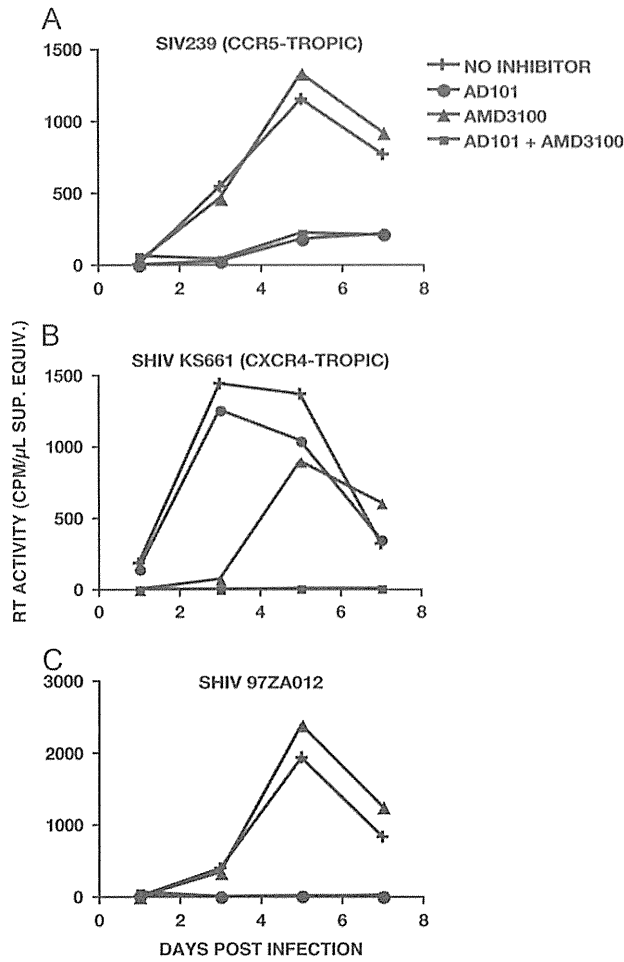 A
SIV239 (CCR5-TROPIC)
1500
1000
500
0
0 2 4 6 8
NO INHIBITOR
AD101
AMD3100
AD101 + AMD3100
B
SHIV KS661 (CXCR4-TROPIC)
1500
1000
500
0
0 2 4 6 8
RT ACTIVITY (CPM/µL SUP. EQUIV.)
C
SHIV 97ZA012
3000
2000
1000
0
0 2 4 6 8
DAYS POST INFECTION